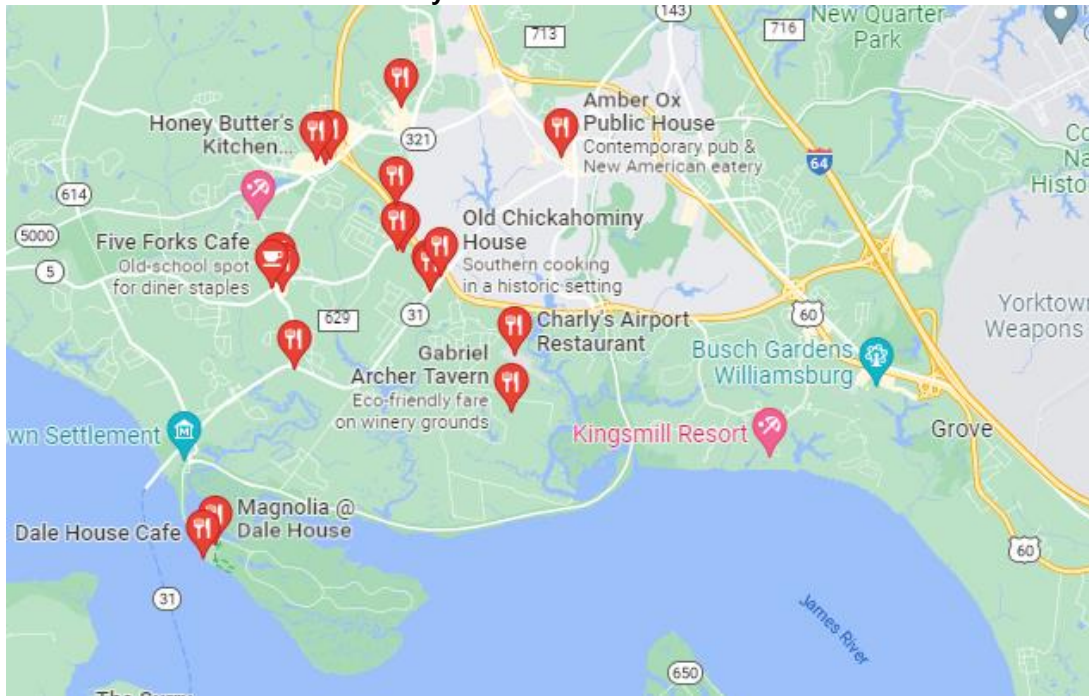 143
New Quarter
Park
713
716
Honey Butter's
Kitchen...
321
Amber Ox
Public House
Contemporary pub &
New American eatery
64
614
Histo
5000
5
Five Forks Cafe
Old-school spot
for diner staples
Old Chickahominy
House
Southern cooking
in a historic setting
31
629
Charly's Airport
Restaurant
60
Yorktown
Weapons
Gabriel
Archer Tavern
Eco-friendly fare
on winery grounds
Busch Gardens
Williamsburg
wn Settlement
Kingsmill Resort
Grove
Magnolia @
Dale House
Dale House Cafe
60
31
James River
650